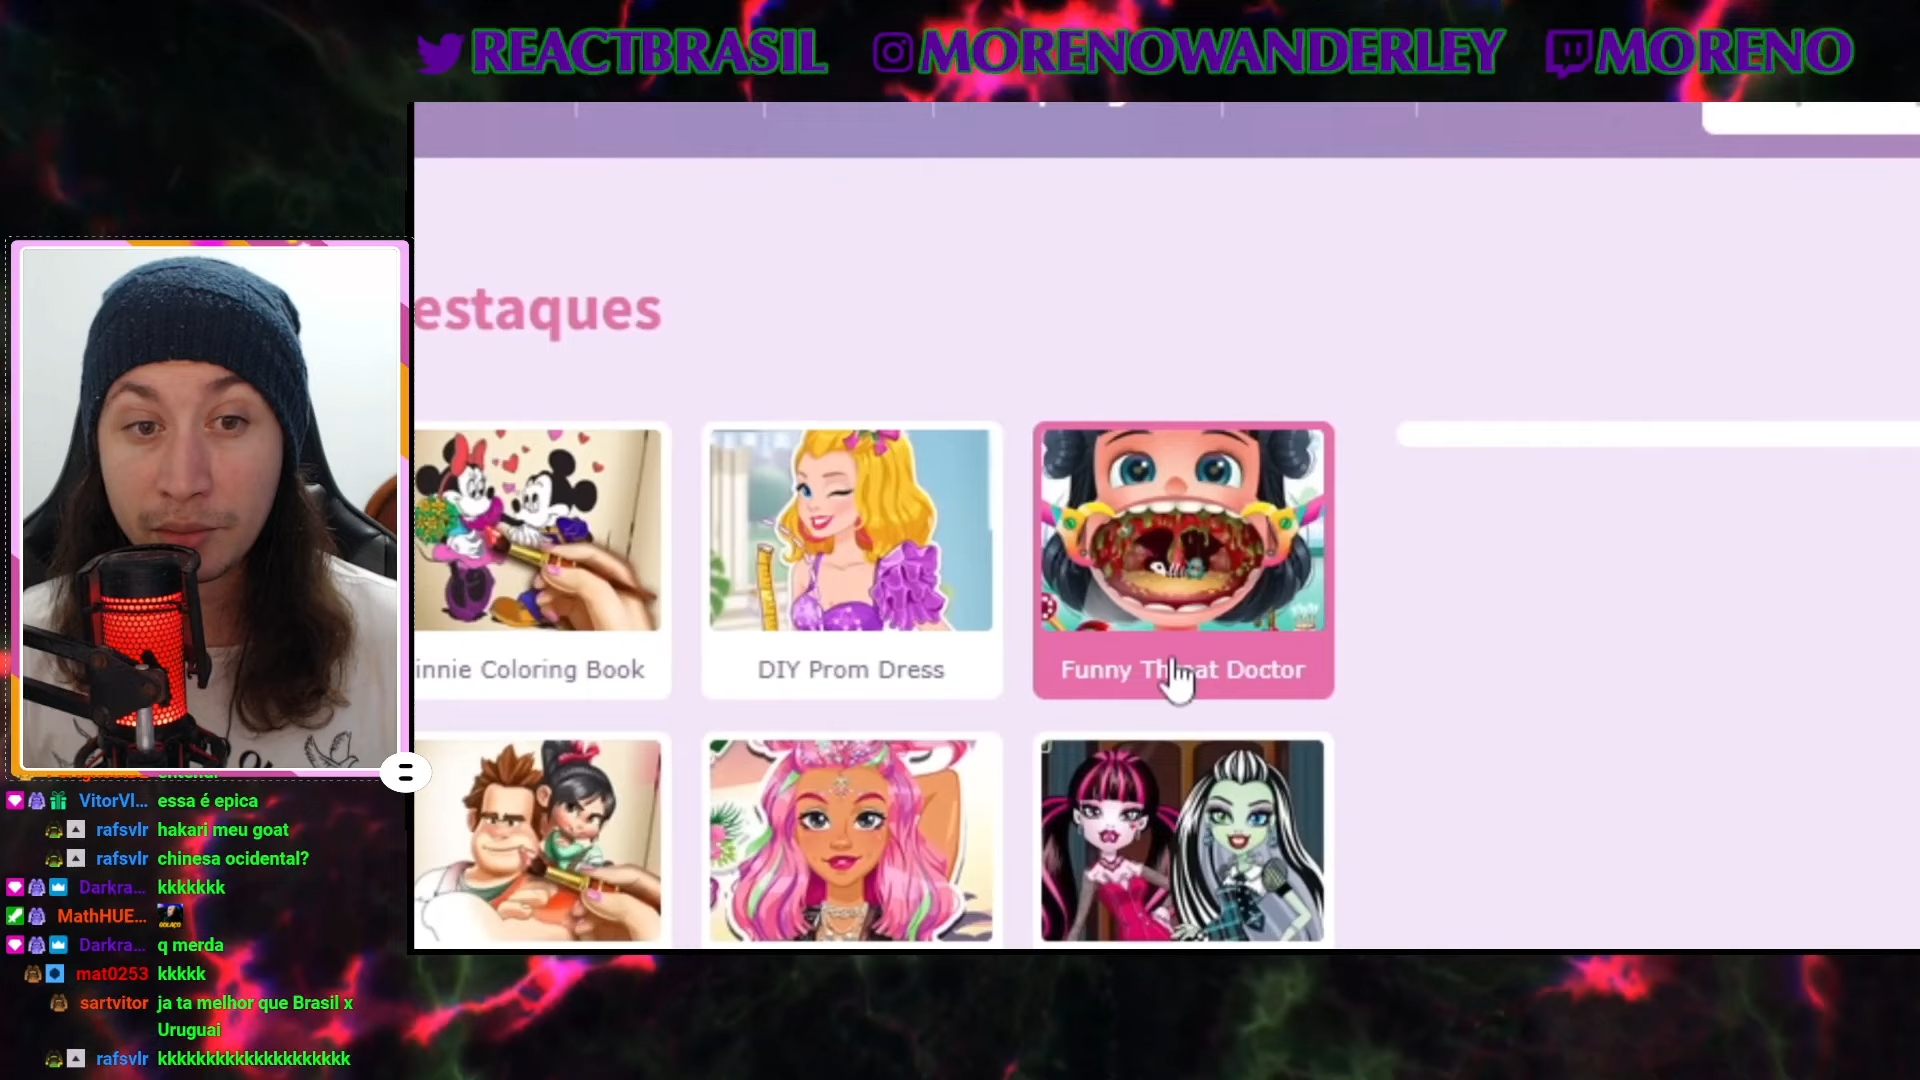 REACTBRASIL MORENOWANDERLEY MORENO
estaques
innie Coloring Book
DIY Prom Dress
Funny Throat Doctor
VitorVl... essa é epica
rafsvlr hakari meu goat
rafsvlr chinesa ocidental?
Darkra... kkkkkkk
MathHUE...
Darkra... q merda
mat0253 kkkkk
sartvitor ja ta melhor que Brasil x
Uruguai
rafsvlr kkkkkkkkkkkkkkkkkkkk